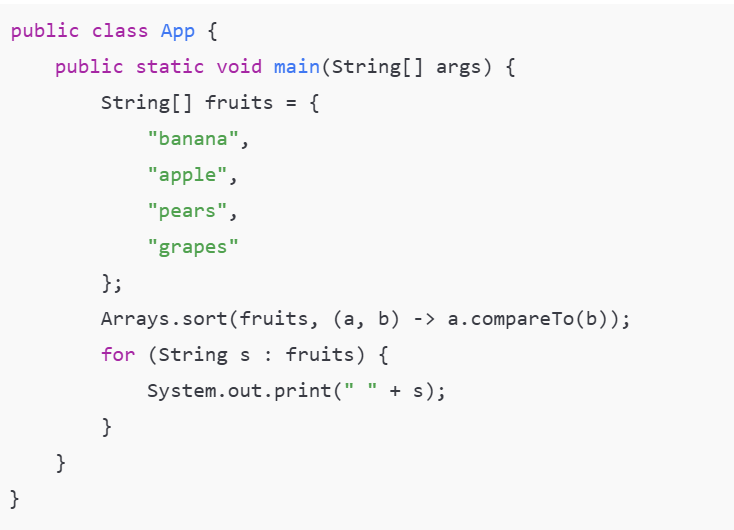 public class App {
    public static void main(String[] args) {
        String[] fruits = {
            "banana",
            "apple",
            "pears",
            "grapes"
        };
        Arrays.sort(fruits, (a, b) -> a.compareTo(b));
        for (String s : fruits) {
            System.out.print(" " + s);
        }
    }
}